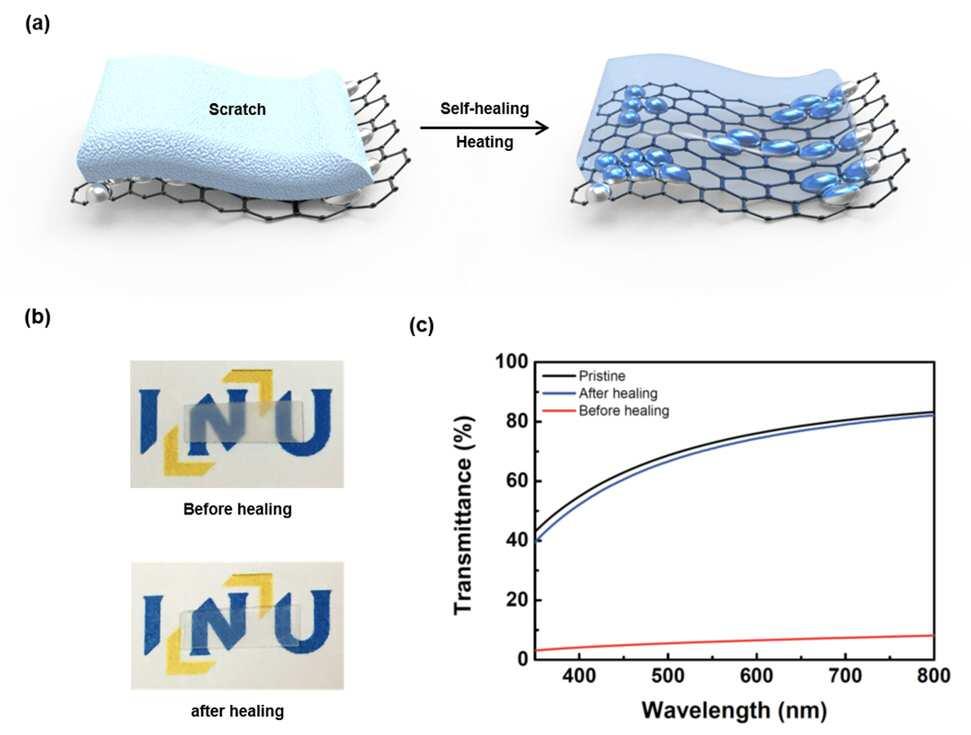 (a)
Scratch
Self-healing
Heating
(b)
INU
Before healing
INU
after healing
(c)
Transmittance (%)
100
80
60
40
20
0
Pristine
After healing
Before healing
400 500 600 700 800
Wavelength (nm)